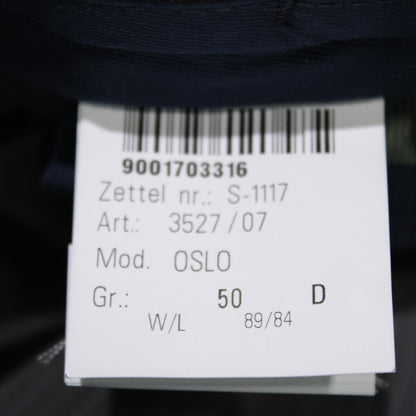 9001703316
Zettel nr.: S-1117
Art.: 3527/07
Mod. OSLO
Gr.: 50 D
W/L 89/84